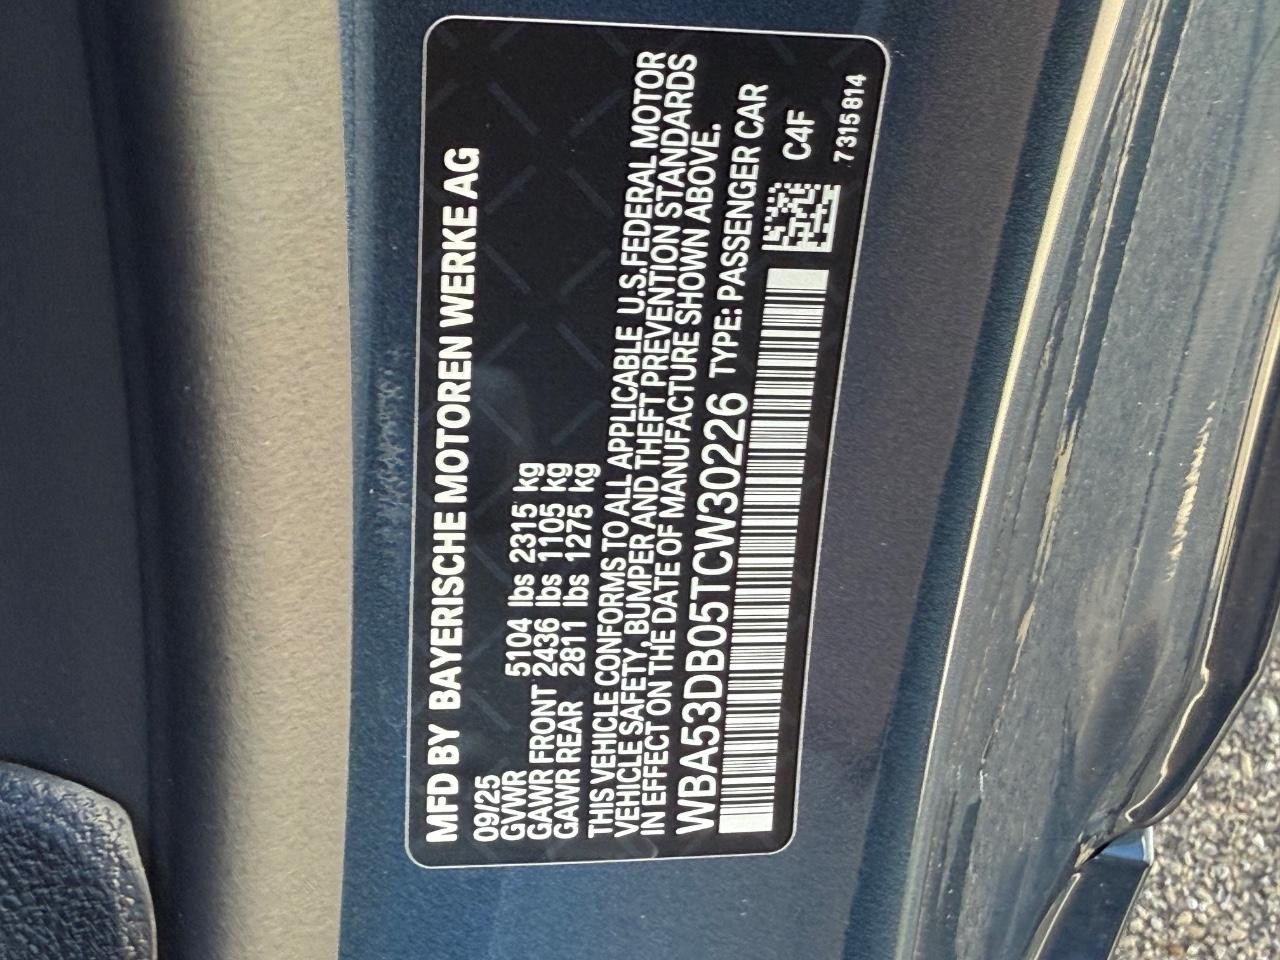 MFD BY BAYERISCHE MOTOREN WERKE AG
09/25
GVWR 5104 lbs 2315 kg
GAWR FRONT 2436 lbs 1105 kg
GAWR REAR 2811 lbs 1275 kg
THIS VEHICLE CONFORMS TO ALL APPLICABLE U.S.FEDERAL MOTOR
VEHICLE SAFETY, BUMPER AND THEFT PREVENTION STANDARDS
IN EFFECT ON THE DATE OF MANUFACTURE SHOWN ABOVE.
WBA53DB05TCW30226 TYPE: PASSENGER CAR
C4F
7315814